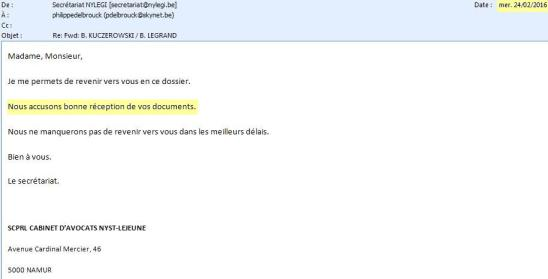 De : Secrétariat NYLEGI [secretariat@nylegi.be] Date : mer. 24/02/2016
À : philippedelbrouck (pdelbrouck@skynet.be)
Cc :
Objet : Re: Fwd: B. KUCZEROWSKI / B. LEGRAND
Madame, Monsieur,
Je me permets de revenir vers vous en ce dossier.
Nous accusons bonne réception de vos documents.
Nous ne manquerons pas de revenir vers vous dans les meilleurs délais.
Bien à vous.
Le secrétariat.
SCPRL CABINET D'AVOCATS NYST-LEJEUNE
Avenue Cardinal Mercier, 46
5000 NAMUR